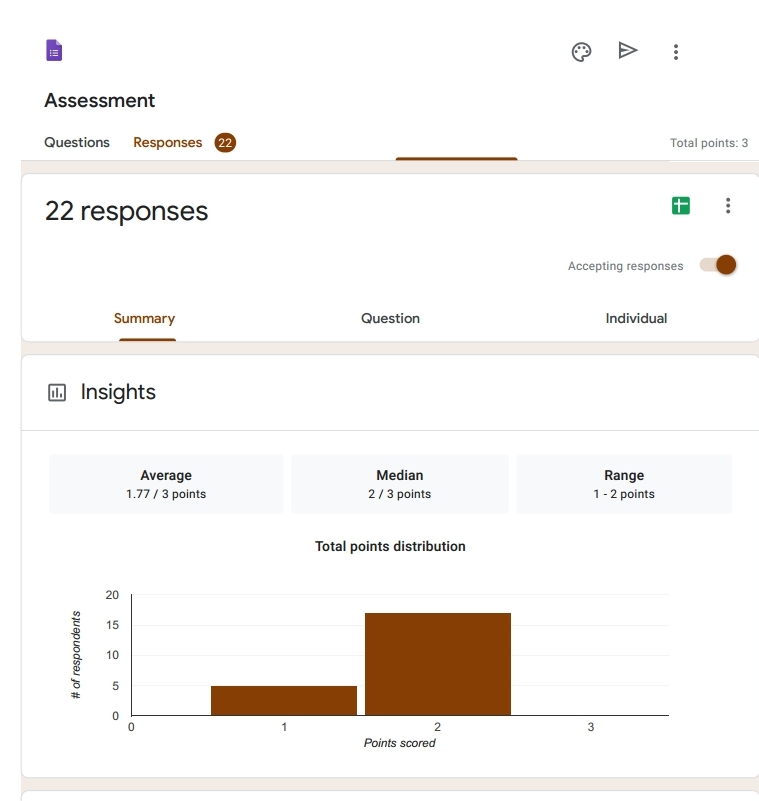 Assessment
Questions Responses 22 Total points: 3
22 responses
Accepting responses
Summary Question Individual
Insights
Average Median Range
1.77 / 3 points 2 / 3 points 1 - 2 points
Total points distribution
20
15
10
5
0
# of respondents
0 1 2 3
Points scored